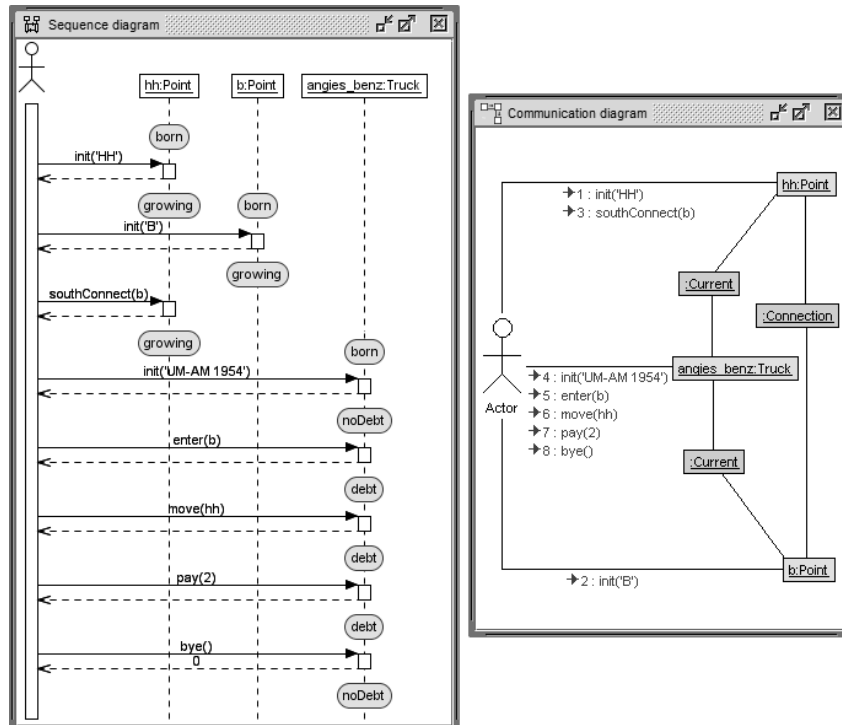 Sequence diagram
hh:Point
b:Point
angies_benz:Truck
born
init('HH')
growing
born
init('B')
growing
southConnect(b)
growing
born
init('UM-AM 1954')
noDebt
enter(b)
debt
move(hh)
debt
pay(2)
debt
bye()
0
noDebt
Communication diagram
hh:Point
1 : init('HH')
3 : southConnect(b)
:Current
:Connection
angies_benz:Truck
4 : init('UM-AM 1954')
5 : enter(b)
6 : move(hh)
7 : pay(2)
8 : bye()
Actor
:Current
b:Point
2 : init('B')